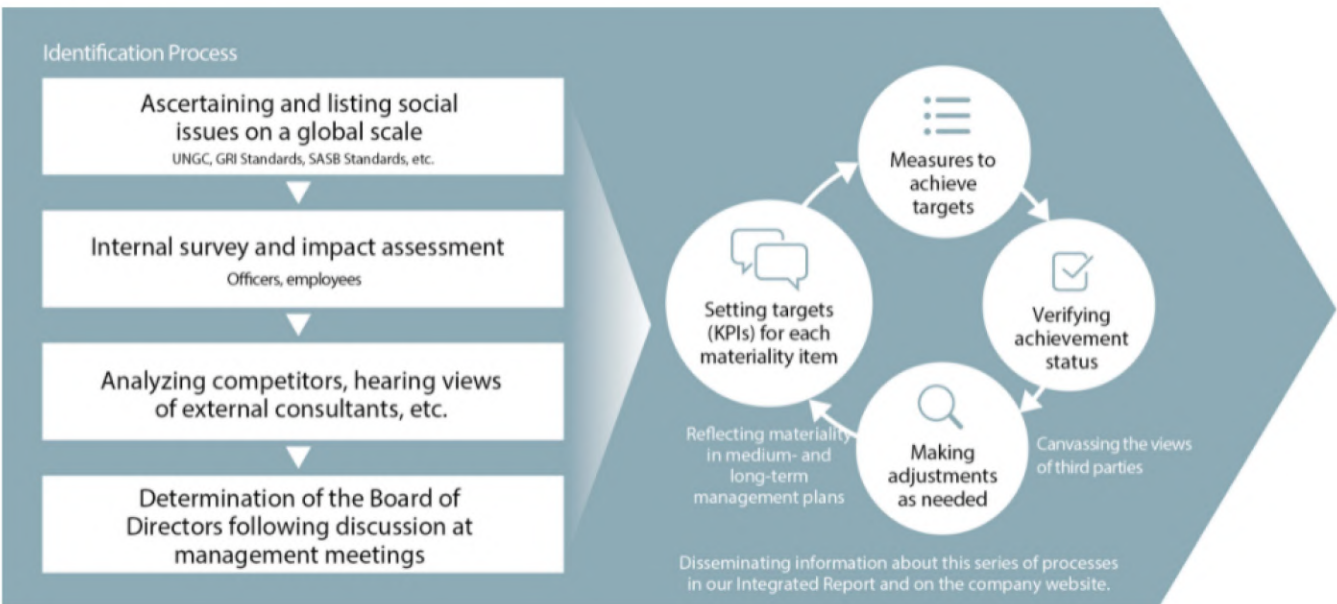 Identification Process
Ascertaining and listing social
issues on a global scale
UNGC, GRI Standards, SASB Standards, etc.
Internal survey and impact assessment
Officers, employees
Analyzing competitors, hearing views
of external consultants, etc.
Determination of the Board of
Directors following discussion at
management meetings
Measures to
achieve
targets
Setting targets
(KPIs) for each
materiality item
Verifying
achievement
status
Making
adjustments
as needed
Reflecting materiality
in medium- and
long-term
management plans
Canvassing the views
of third parties
Disseminating information about this series of processes
in our Integrated Report and on the company website.